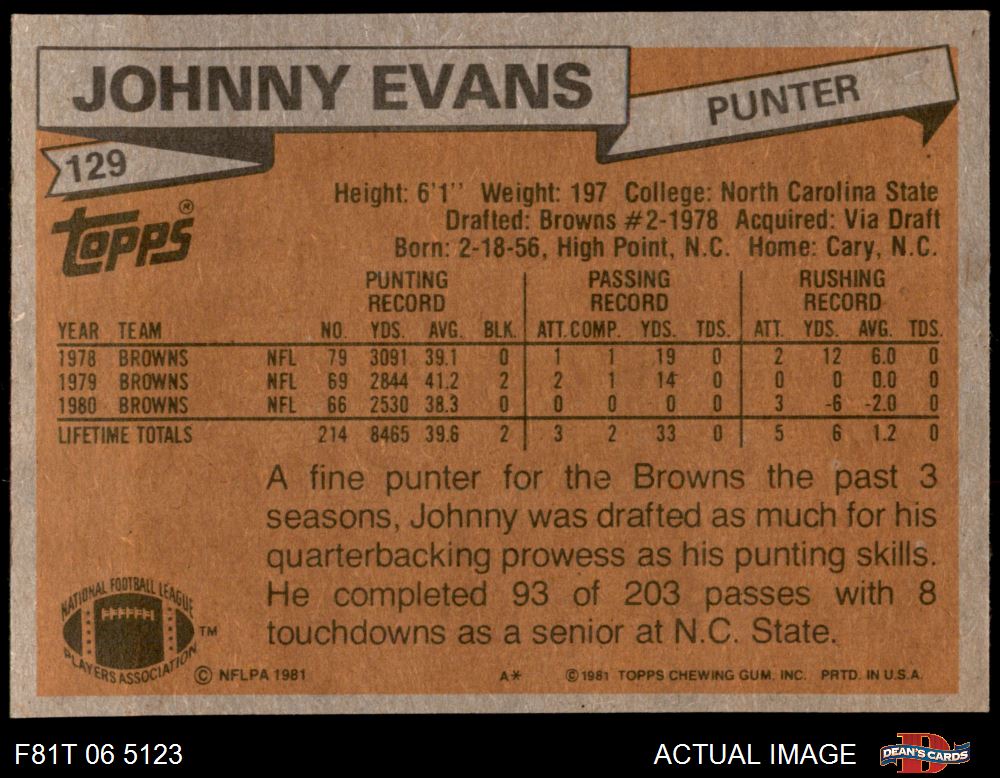 JOHNNY EVANS
PUNTER
129
Topps®
Height: 6'1" Weight: 197 College: North Carolina State
Drafted: Browns #2-1978 Acquired: Via Draft
Born: 2-18-56, High Point, N.C. Home: Cary, N.C.
PUNTING RECORD PASSING RECORD RUSHING RECORD
YEAR TEAM NO. YDS. AVG. BLK. ATT. COMP. YDS. TDS. ATT. YDS. AVG. TDS.
1978 BROWNS NFL 79 3091 39.1 0 1 1 19 0 2 12 6.0 0
1979 BROWNS NFL 69 2844 41.2 2 2 1 14 0 0 0 0.0 0
1980 BROWNS NFL 66 2530 38.3 0 0 0 0 0 3 -6 -2.0 0
LIFETIME TOTALS 214 8465 39.6 2 3 2 33 0 5 6 1.2 0
A fine punter for the Browns the past 3
seasons, Johnny was drafted as much for his
quarterbacking prowess as his punting skills.
He completed 93 of 203 passes with 8
touchdowns as a senior at N.C. State.
NATIONAL FOOTBALL LEAGUE
PLAYERS ASSOCIATION
TM
© NFLPA 1981 A* © 1981 TOPPS CHEWING GUM, INC. PRTD. IN U.S.A.
F81T 06 5123 ACTUAL IMAGE D DEAN'S CARDS